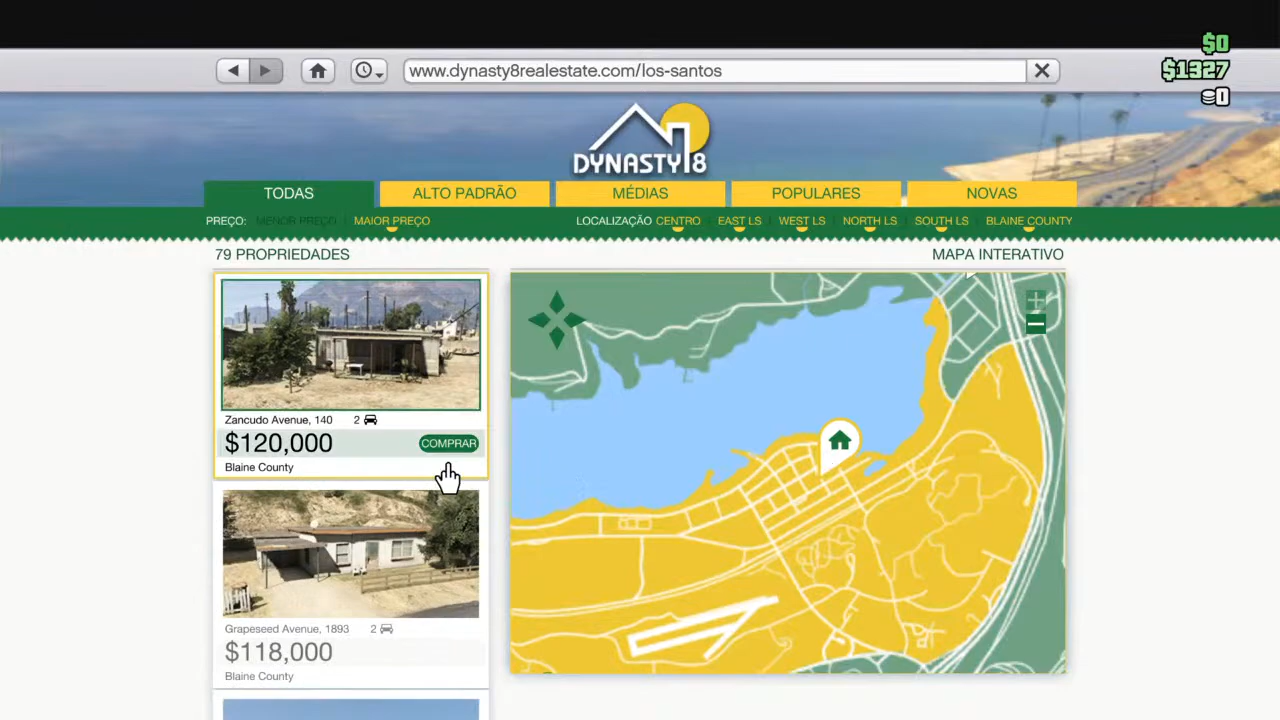 $0
$1327
0
www.dynasty8realestate.com/los-santos
DYNASTY 8
TODAS
ALTO PADRÃO
MÉDIAS
POPULARES
NOVAS
PREÇO: MENOR PREÇO MAIOR PREÇO
LOCALIZAÇÃO CENTRO EAST LS WEST LS NORTH LS SOUTH LS BLAINE COUNTY
79 PROPRIEDADES
MAPA INTERATIVO
Zancudo Avenue, 140 2
$120,000 COMPRAR
Blaine County
Grapeseed Avenue, 1893 2
$118,000
Blaine County